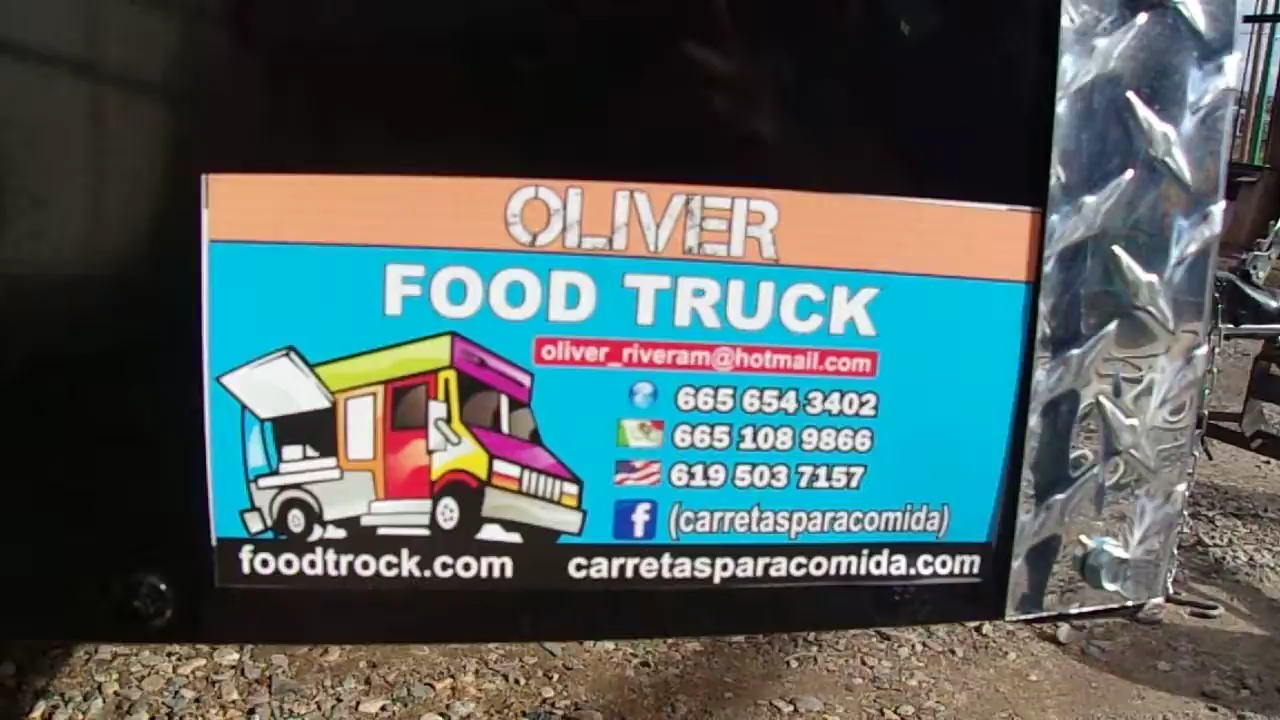 OLIVER
FOOD TRUCK
oliver_riveram@hotmail.com
665 654 3402
665 108 9866
619 503 7157
f (carretasparacomida)
foodtrock.com carretasparacomida.com